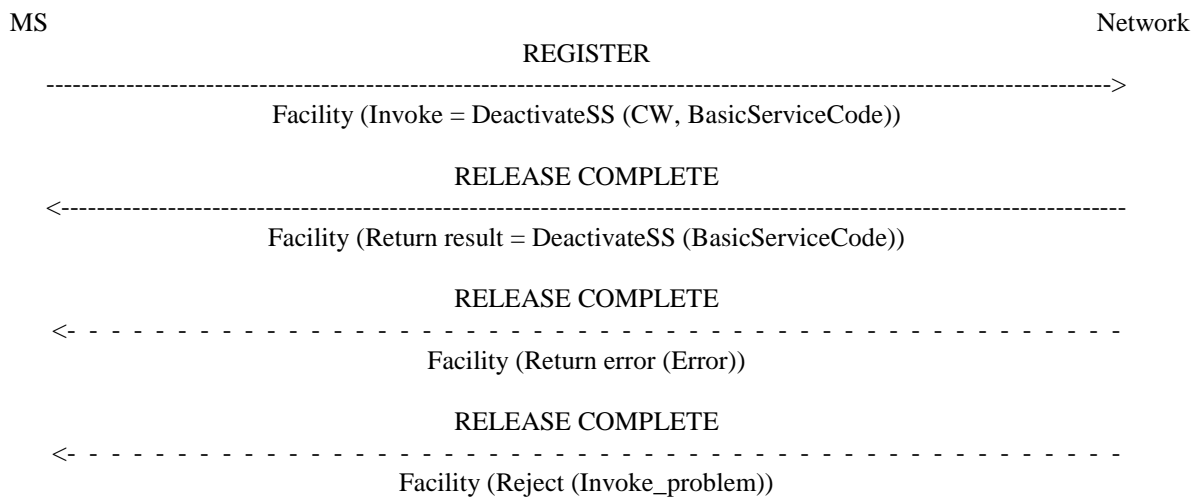 MS Network
REGISTER
Facility (Invoke = DeactivateSS (CW, BasicServiceCode))
RELEASE COMPLETE
Facility (Return result = DeactivateSS (BasicServiceCode))
RELEASE COMPLETE
Facility (Return error (Error))
RELEASE COMPLETE
Facility (Reject (Invoke_problem))